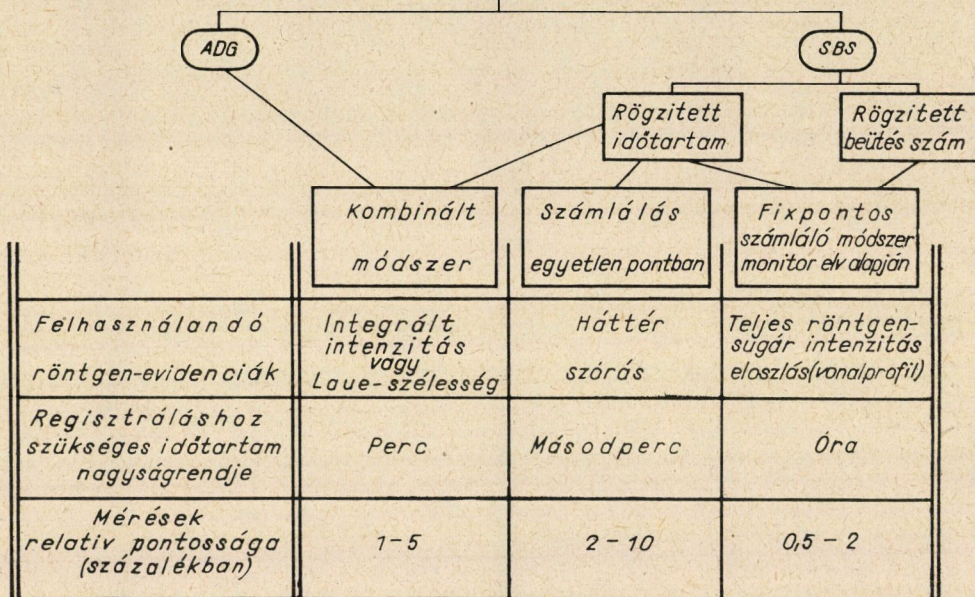 ADG
SBS
Rögzitett
időtartam
Rögzitett
beütés szám
Kombinált
módszer
Számlálás
egyetlen pontban
Fixpontos
számláló módszer
monitor elv alapján
Felhasználandó
röntgen-evidenciák
Integrált
intenzitás
vagy
Laue-szélesség
Háttér
szórás
Teljes röntgen-
sugár intenzitás
eloszlás(vonalprofil)
Regisztráláshoz
szükséges időtartam
nagyságrendje
Perc
Másodperc
Óra
Mérések
relativ pontossága
(százalékban)
1-5
2-10
0,5-2